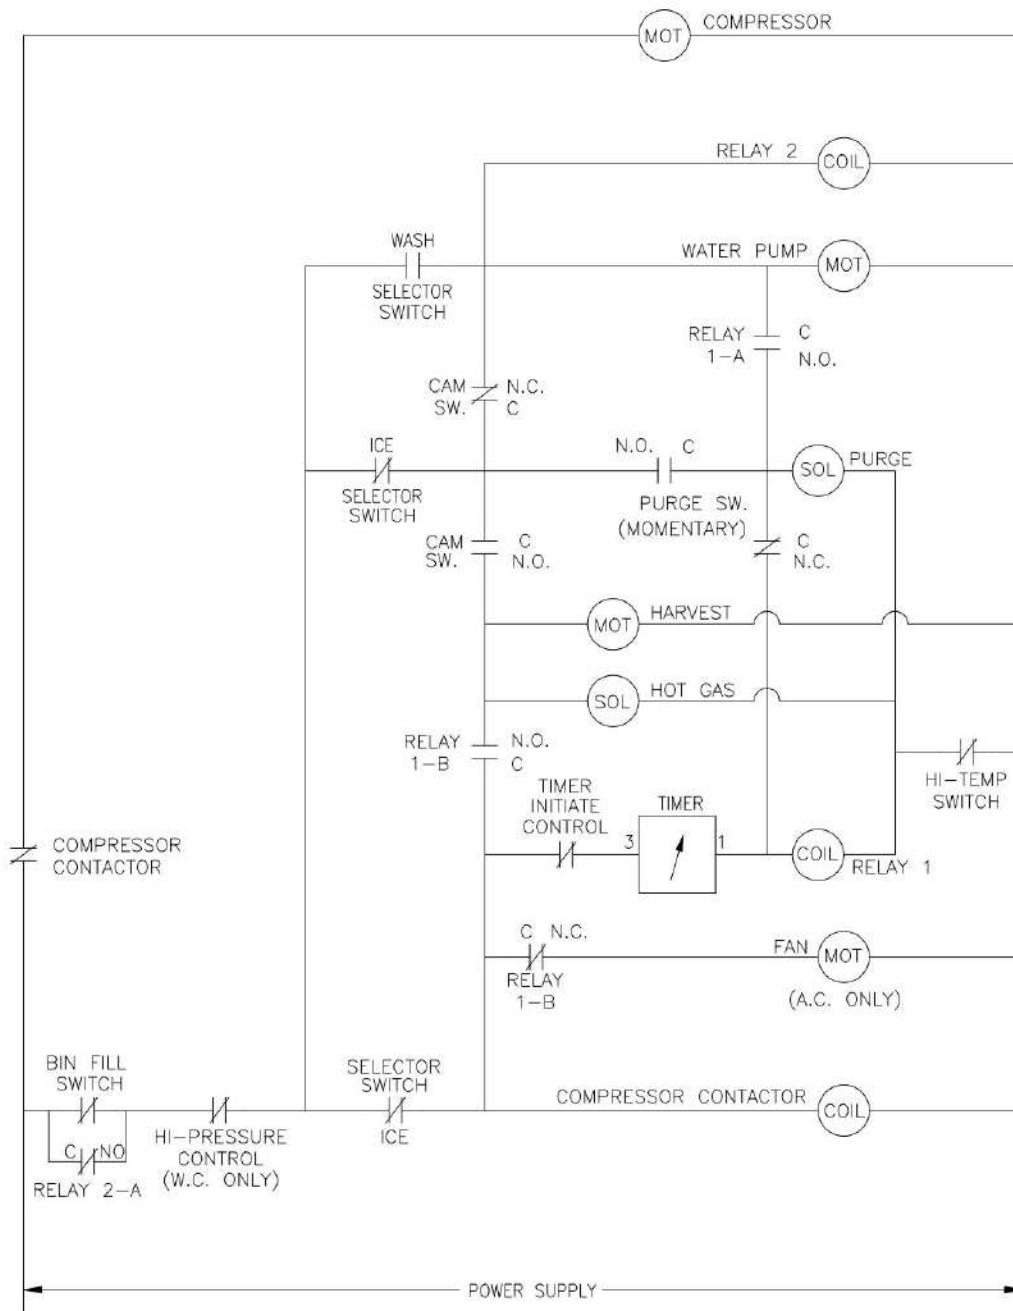 MOT COMPRESSOR
RELAY 2 COIL
WASH
SELECTOR
SWITCH
WATER PUMP MOT
RELAY
1-A
C
N.O.
CAM
SW.
N.C.
C
ICE
SELECTOR
SWITCH
N.O. C
PURGE SW.
(MOMENTARY)
SOL PURGE
CAM
SW.
C
N.O.
C
N.C.
MOT HARVEST
SOL HOT GAS
RELAY
1-B
N.O.
C
HI-TEMP
SWITCH
TIMER
INITIATE
CONTROL
TIMER
3 1
COIL RELAY 1
COMPRESSOR
CONTACTOR
C N.C.
RELAY
1-B
FAN MOT
(A.C. ONLY)
BIN FILL
SWITCH
C NO
RELAY 2-A
HI-PRESSURE
CONTROL
(W.C. ONLY)
SELECTOR
SWITCH
ICE
COMPRESSOR CONTACTOR COIL
POWER SUPPLY